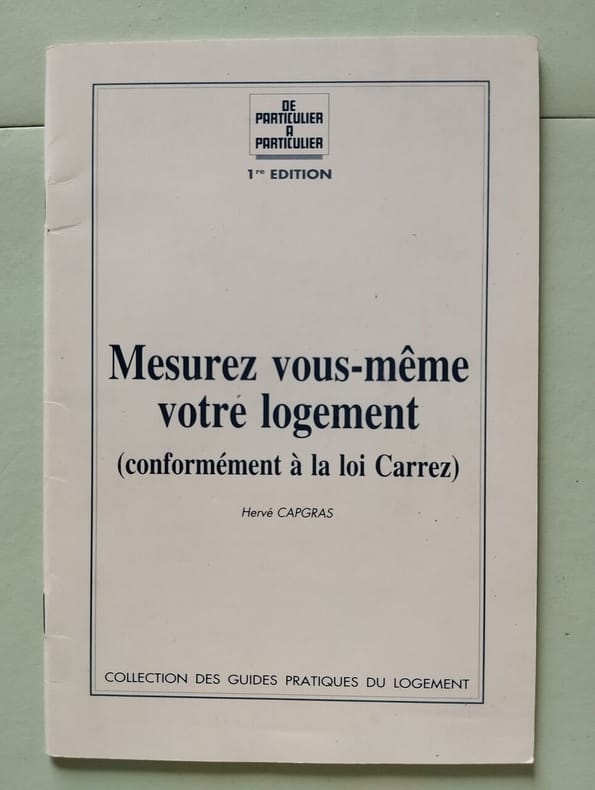 DE
PARTICULIER
A
PARTICULIER
1re EDITION
Mesurez vous-même
votre logement
(conformément à la loi Carrez)
Hervé CAPGRAS
COLLECTION DES GUIDES PRATIQUES DU LOGEMENT